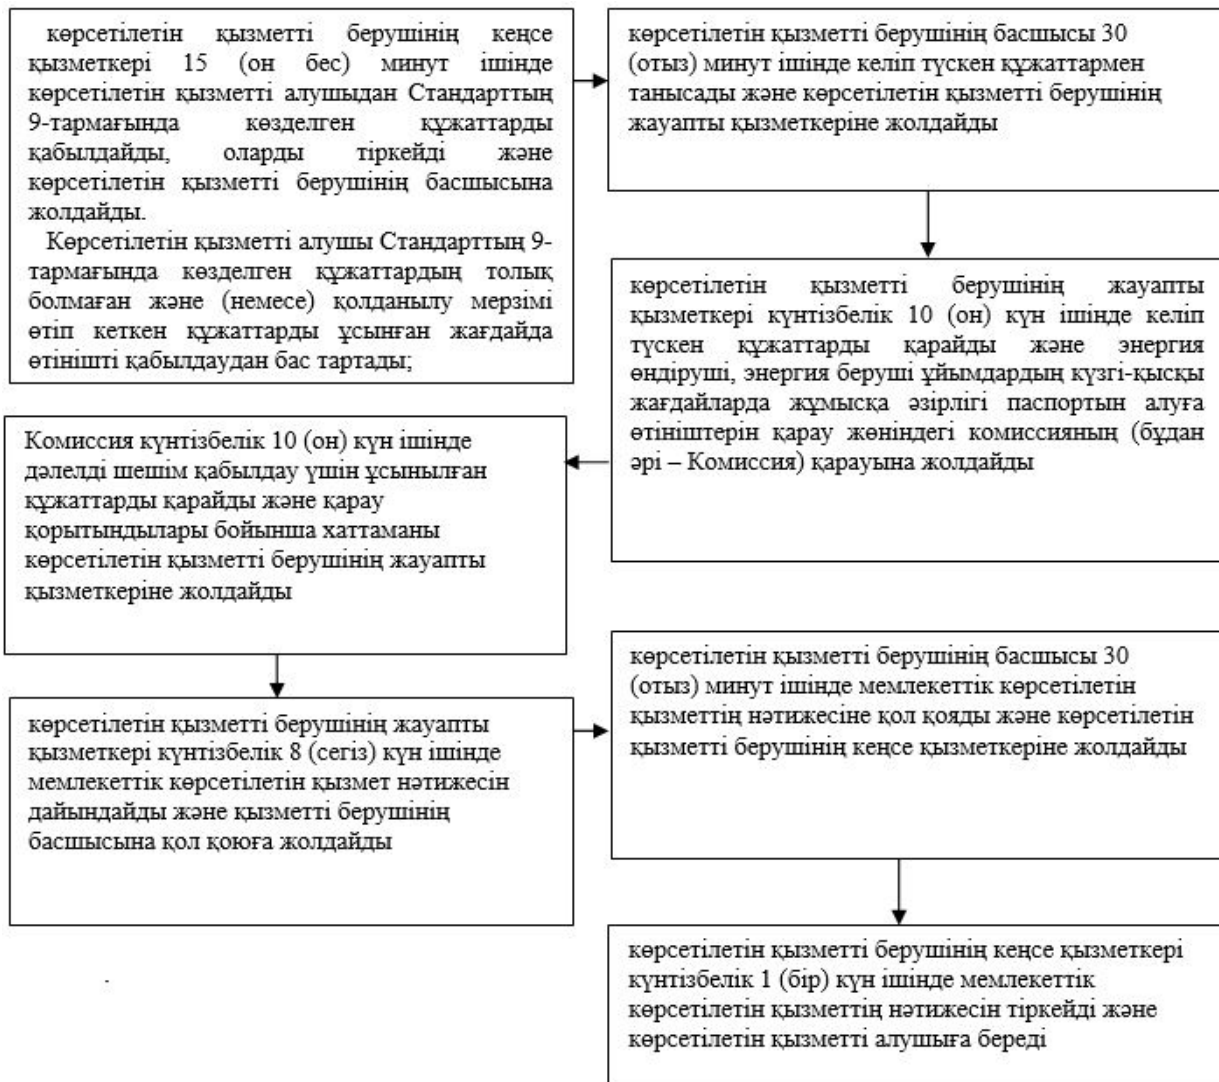 көрсетілетін қызметті берушінің кеңсе
қызметкері 15 (он бес) минут ішінде
көрсетілетін қызметті алушыдан Стандарттың
9-тармағында көзделген құжаттарды
қабылдайды, оларды тіркейді және
көрсетілетін қызметті берушінің басшысына
жолдайды.
Көрсетілетін қызметті алушы Стандарттың 9-
тармағында көзделген құжаттардың толық
болмаған және (немесе) қолданылу мерзімі
өтіп кеткен құжаттарды ұсынған жағдайда
өтінішті қабылдаудан бас тартады;
көрсетілетін қызметті берушінің басшысы 30
(отыз) минут ішінде келіп түскен құжаттармен
танысады және көрсетілетін қызметті берушінің
жауапты қызметкеріне жолдайды
көрсетілетін қызметті берушінің жауапты
қызметкері күнтізбелік 10 (он) күн ішінде келіп
түскен құжаттарды қарайды және энергия
өндіруші, энергия беруші ұйымдардың күзгі-қысқы
жағдайларда жұмысқа әзірлігі паспортын алуға
өтініштерін қарау жөніндегі комиссияның (бұдан
әрі – Комиссия) қарауына жолдайды
Комиссия күнтізбелік 10 (он) күн ішінде
дәлелді шешім қабылдау үшін ұсынылған
құжаттарды қарайды және қарау
қорытындылары бойынша хаттаманы
көрсетілетін қызметті берушінің жауапты
қызметкеріне жолдайды
көрсетілетін қызметті берушінің жауапты
қызметкері күнтізбелік 8 (сегіз) күн ішінде
мемлекеттік көрсетілетін қызмет нәтижесін
дайындайды және қызметті берушінің
басшысына қол қоюға жолдайды
көрсетілетін қызметті берушінің басшысы 30
(отыз) минут ішінде мемлекеттік көрсетілетін
қызметтің нәтижесіне қол қояды және көрсетілетін
қызметті берушінің кеңсе қызметкеріне жолдайды
көрсетілетін қызметті берушінің кеңсе қызметкері
күнтізбелік 1 (бір) күн ішінде мемлекеттік
көрсетілетін қызметтің нәтижесін тіркейді және
көрсетілетін қызметті алушыға береді